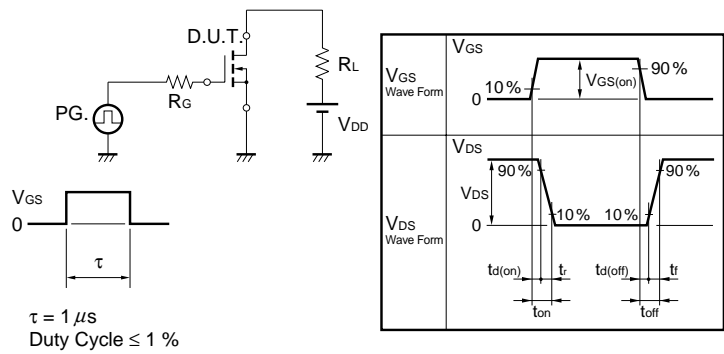 D.U.T.
RL
RG
PG.
VDD
VGS
0
τ
τ = 1 μs
Duty Cycle ≤ 1 %
VGS
Wave Form
VGS
10 %
0
VGS(on)
90 %
VDS
Wave Form
VDS
90 %
VDS
0
10 %
10 %
90 %
td(on)
tr
td(off)
tf
ton
toff